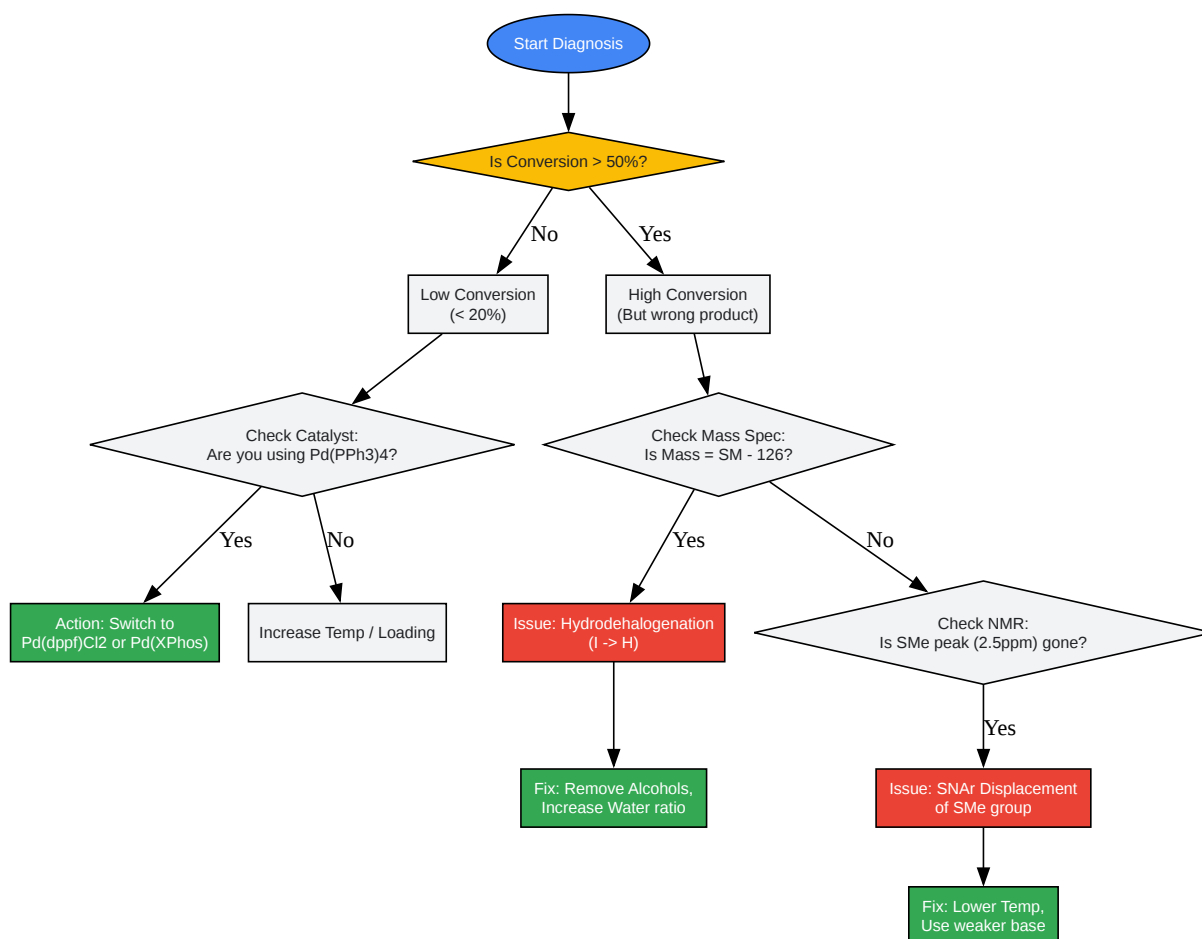 Start Diagnosis
Is Conversion > 50%?
No
Yes
Low Conversion
(< 20%)
High Conversion
(But wrong product)
Check Catalyst:
Are you using Pd(PPh3)4?
Check Mass Spec:
Is Mass = SM - 126?
Yes
No
Yes
No
Action: Switch to
Pd(dppf)Cl2 or Pd(XPhos)
Increase Temp / Loading
Issue: Hydrodehalogenation
(I -> H)
Check NMR:
Is SMe peak (2.5ppm) gone?
Yes
Fix: Remove Alcohols,
Increase Water ratio
Issue: SNAr Displacement
of SMe group
Fix: Lower Temp,
Use weaker base